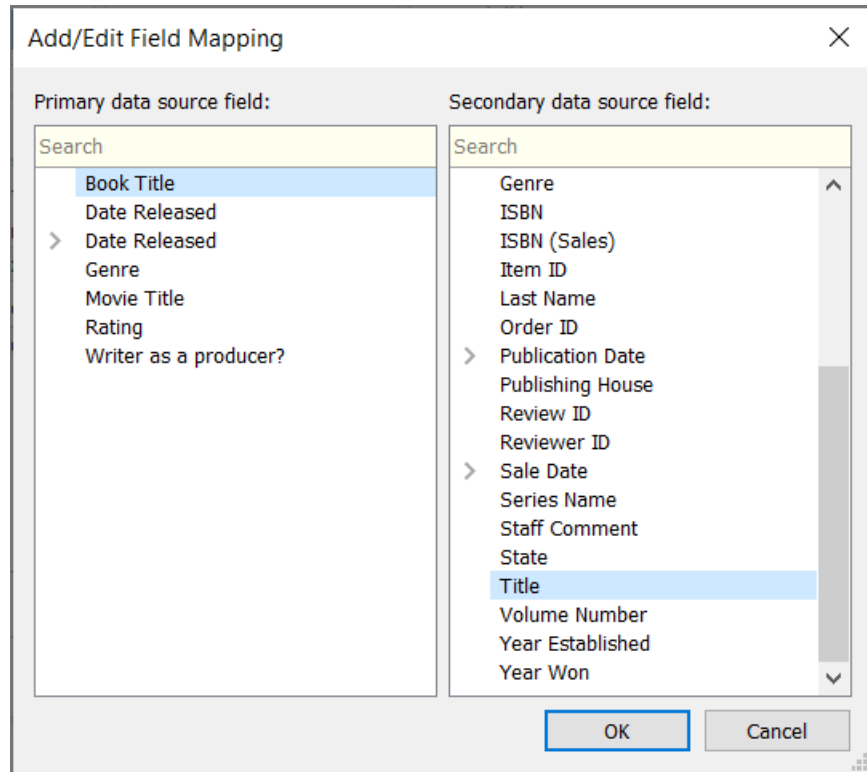 Add/Edit Field Mapping
Primary data source field:
Search
Book Title
Date Released
Date Released
Genre
Movie Title
Rating
Writer as a producer?
Secondary data source field:
Search
Genre
ISBN
ISBN (Sales)
Item ID
Last Name
Order ID
Publication Date
Publishing House
Review ID
Reviewer ID
Sale Date
Series Name
Staff Comment
State
Title
Volume Number
Year Established
Year Won
OK
Cancel